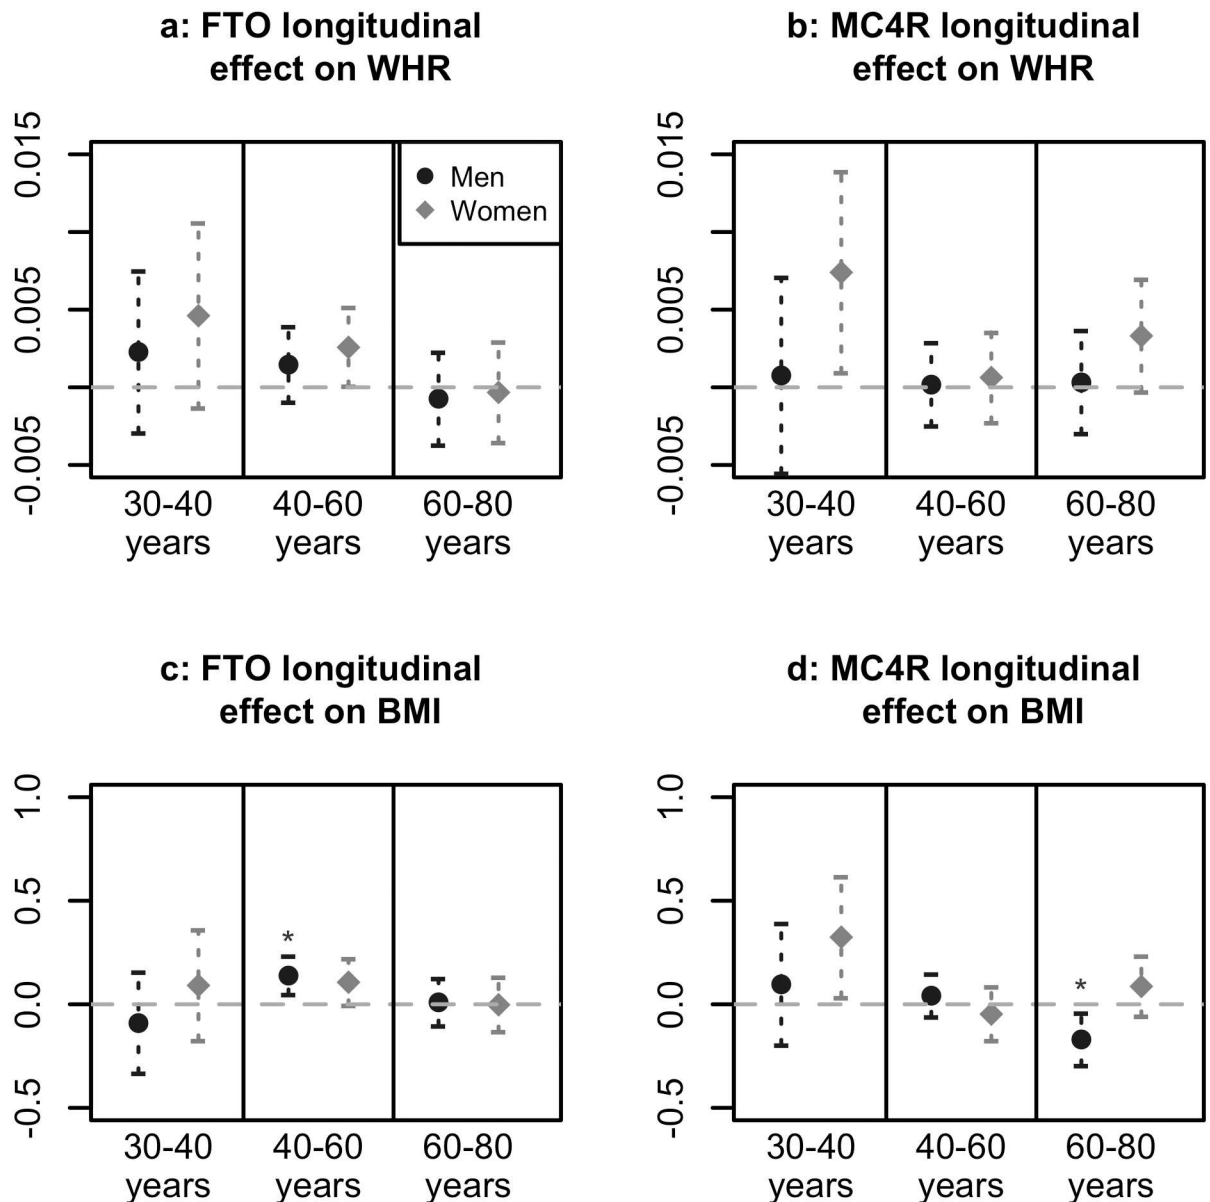 a: FTO longitudinal
effect on WHR
0.015
0.005
-0.005
Men
Women
30-40
years
40-60
years
60-80
years
b: MC4R longitudinal
effect on WHR
0.015
0.005
-0.005
30-40
years
40-60
years
60-80
years
c: FTO longitudinal
effect on BMI
1.0
0.5
0.0
-0.5
*
30-40
years
40-60
years
60-80
years
d: MC4R longitudinal
effect on BMI
1.0
0.5
0.0
-0.5
*
30-40
years
40-60
years
60-80
years